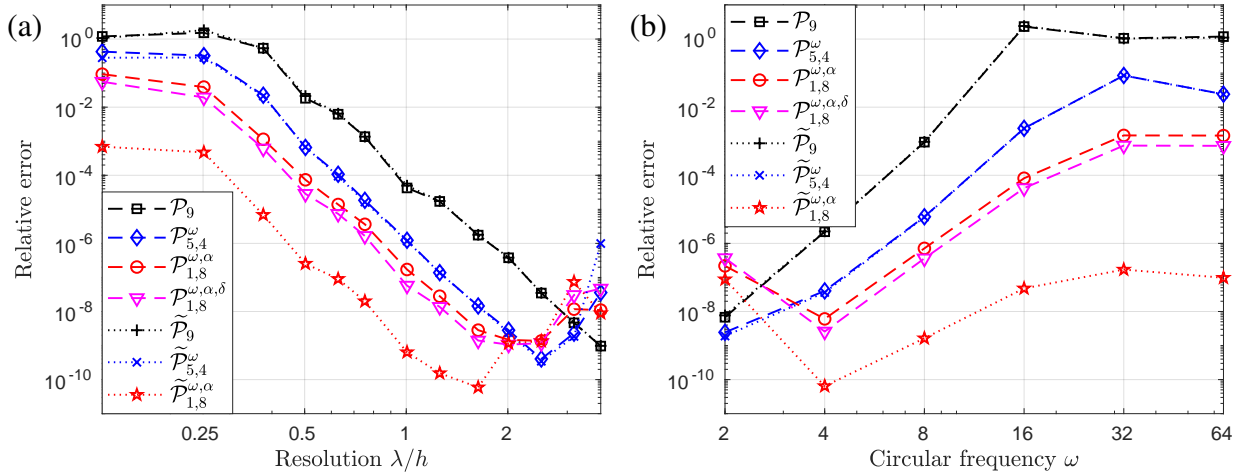 (a)
Relative error
10^0
10^-2
10^-4
10^-6
10^-8
10^-10
𝒫_9
𝒫^ω_{5,4}
𝒫^{ω,α}_{1,8}
𝒫^{ω,α,δ}_{1,8}
𝒫̃_9
𝒫̃^ω_{5,4}
𝒫̃^{ω,α}_{1,8}
0.25
0.5
1
2
Resolution λ/h
(b)
Relative error
10^0
10^-2
10^-4
10^-6
10^-8
10^-10
𝒫_9
𝒫^ω_{5,4}
𝒫^{ω,α}_{1,8}
𝒫^{ω,α,δ}_{1,8}
𝒫̃_9
𝒫̃^ω_{5,4}
𝒫̃^{ω,α}_{1,8}
2
4
8
16
32
64
Circular frequency ω